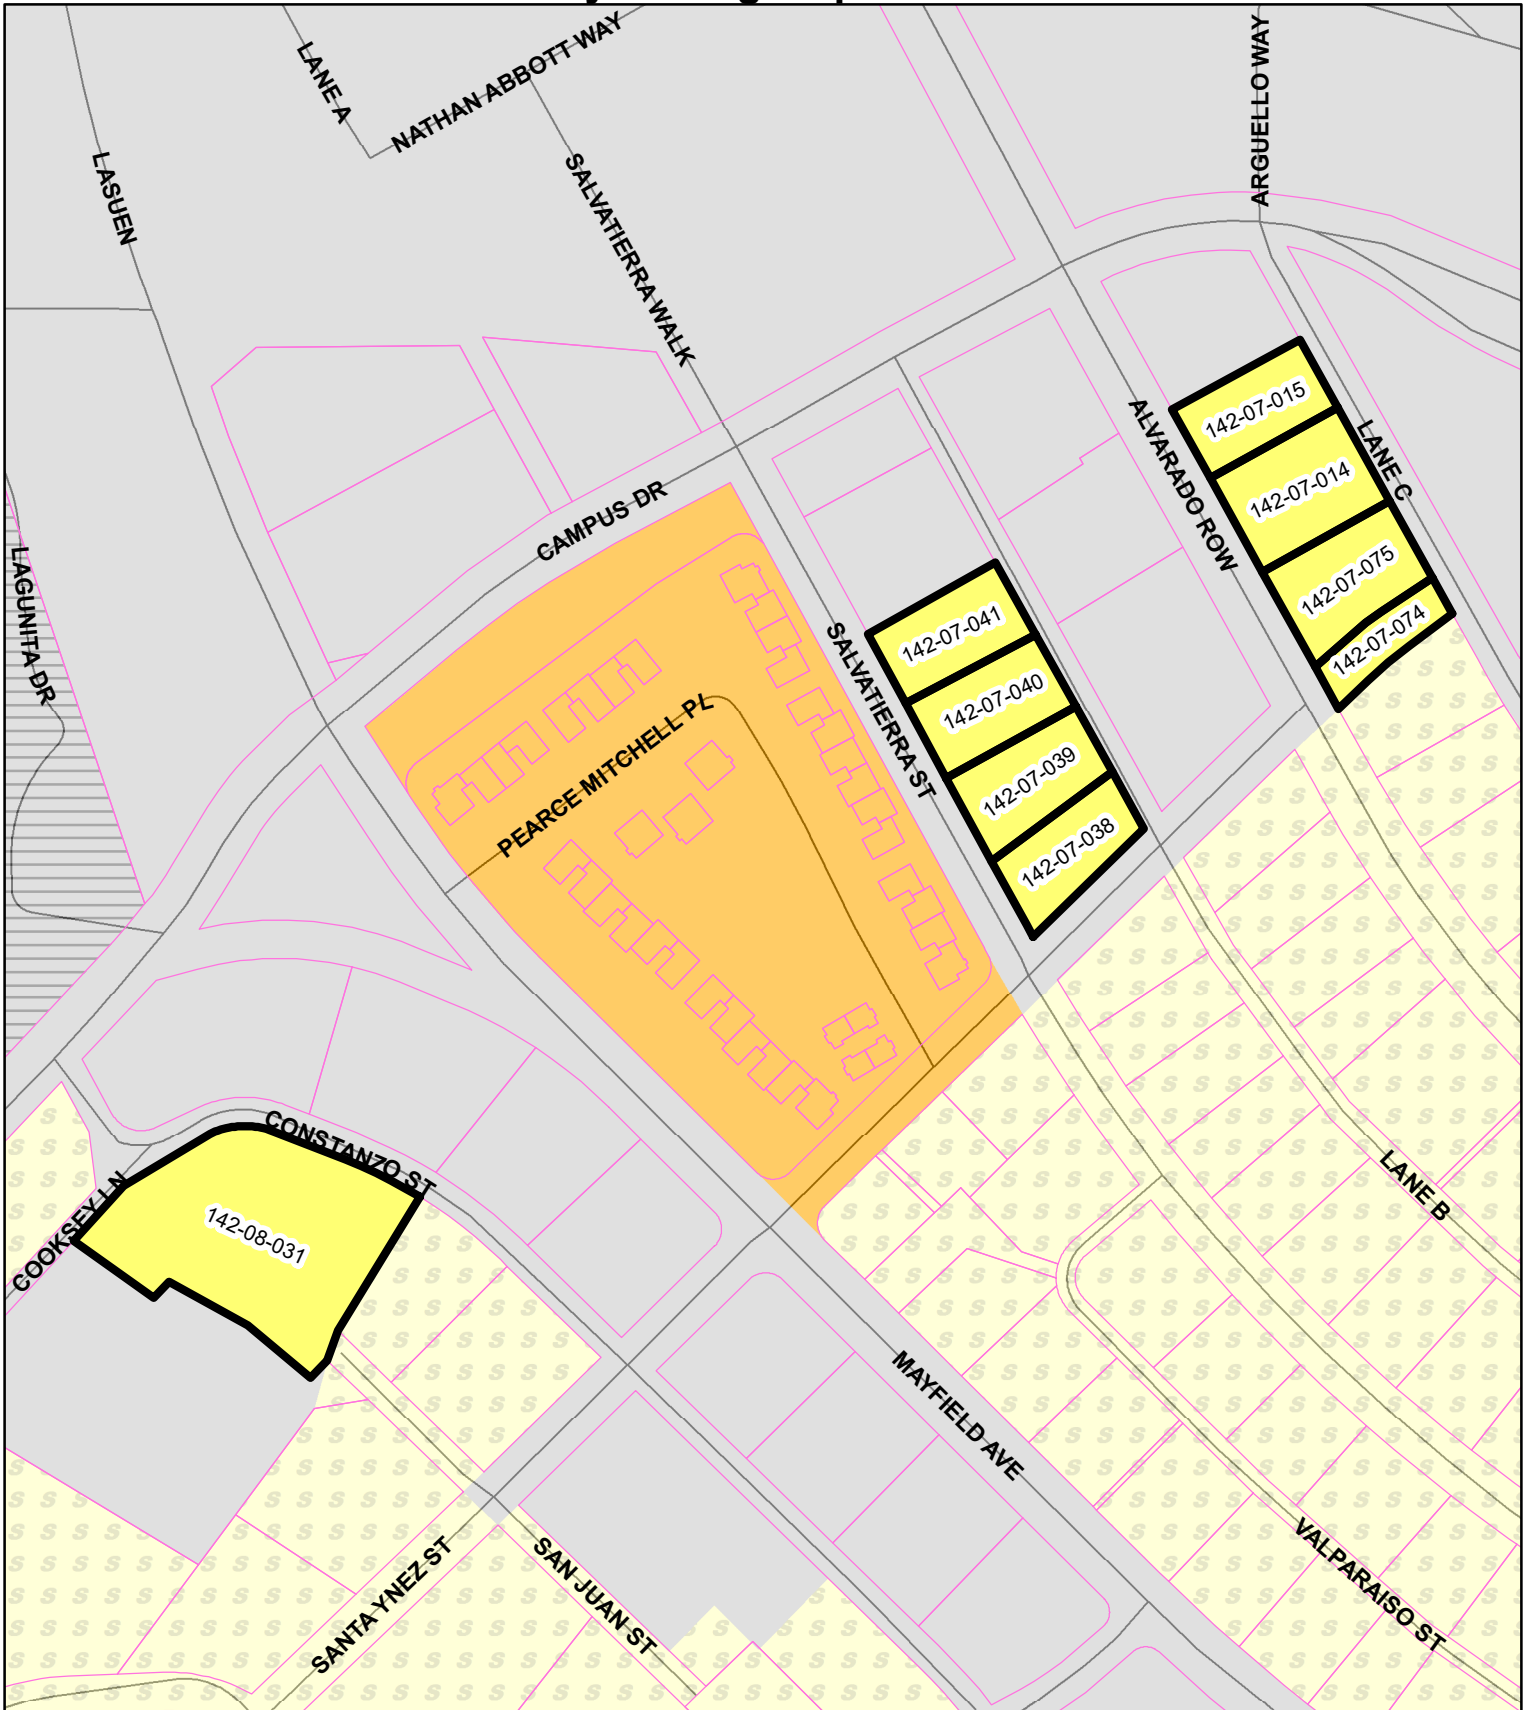 LANE A
NATHAN ABBOTT WAY
ARGUELLO WAY
LASUEN
SALVATIERRA WALK
142-07-015
ALVARADO ROW
LANE C
142-07-014
CAMPUS DR
LAGUNITA DR
142-07-075
142-07-074
142-07-041
SALVATIERRA ST
142-07-040
PEARCE MITCHELL PL
142-07-039
142-07-038
CONSTANZO ST
COOKSEY LN
142-08-031
LANE B
MAYFIELD AVE
SANTA YNEZ ST
SAN JUAN ST
VALPARAISO ST